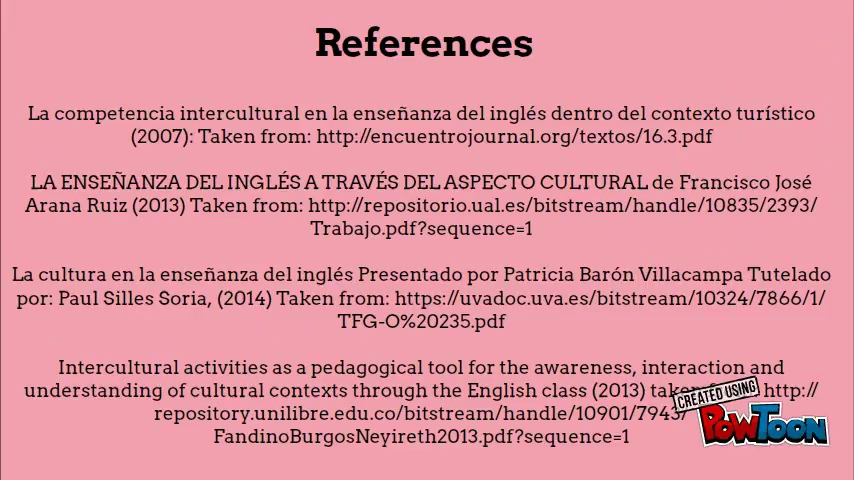 References
La competencia intercultural en la enseñanza del inglés dentro del contexto turístico
(2007): Taken from: http://encuentrojournal.org/textos/16.3.pdf
LA ENSEÑANZA DEL INGLÉS A TRAVÉS DEL ASPECTO CULTURAL de Francisco José
Arana Ruiz (2013) Taken from: http://repositorio.ual.es/bitstream/handle/10835/2393/
Trabajo.pdf?sequence=1
La cultura en la enseñanza del inglés Presentado por Patricia Barón Villacampa Tutelado
por: Paul Silles Soria, (2014) Taken from: https://uvadoc.uva.es/bitstream/10324/7866/1/
TFG-O%20235.pdf
Intercultural activities as a pedagogical tool for the awareness, interaction and
understanding of cultural contexts through the English class (2013) http://
repository.unilibre.edu.co/bitstream/handle/10901/7943/
FandinoBurgosNeyireth2013.pdf?sequence=1
CREATED USING
PowToon